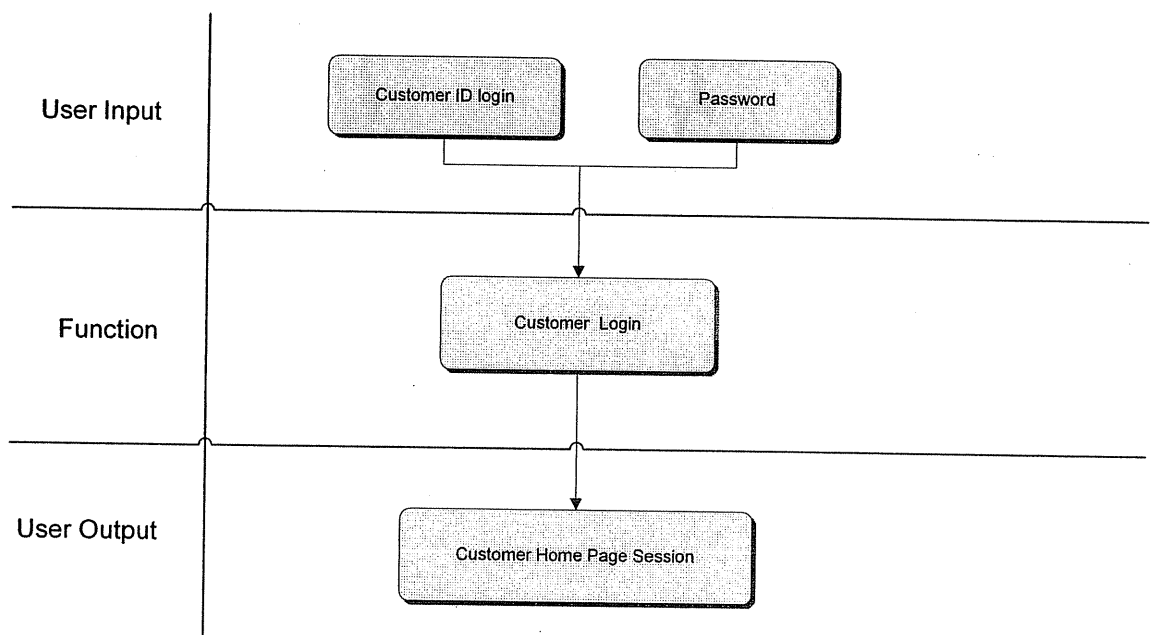 User Input
Customer ID login
Password
Function
Customer Login
User Output
Customer Home Page Session